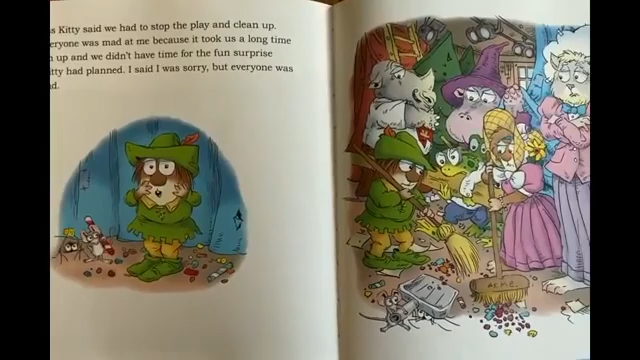 s Kitty said we had to stop the play and clean up.
eryone was mad at me because it took us a long time
n up and we didn't have time for the fun surprise
itty had planned. I said I was sorry, but everyone was
d.
ACME